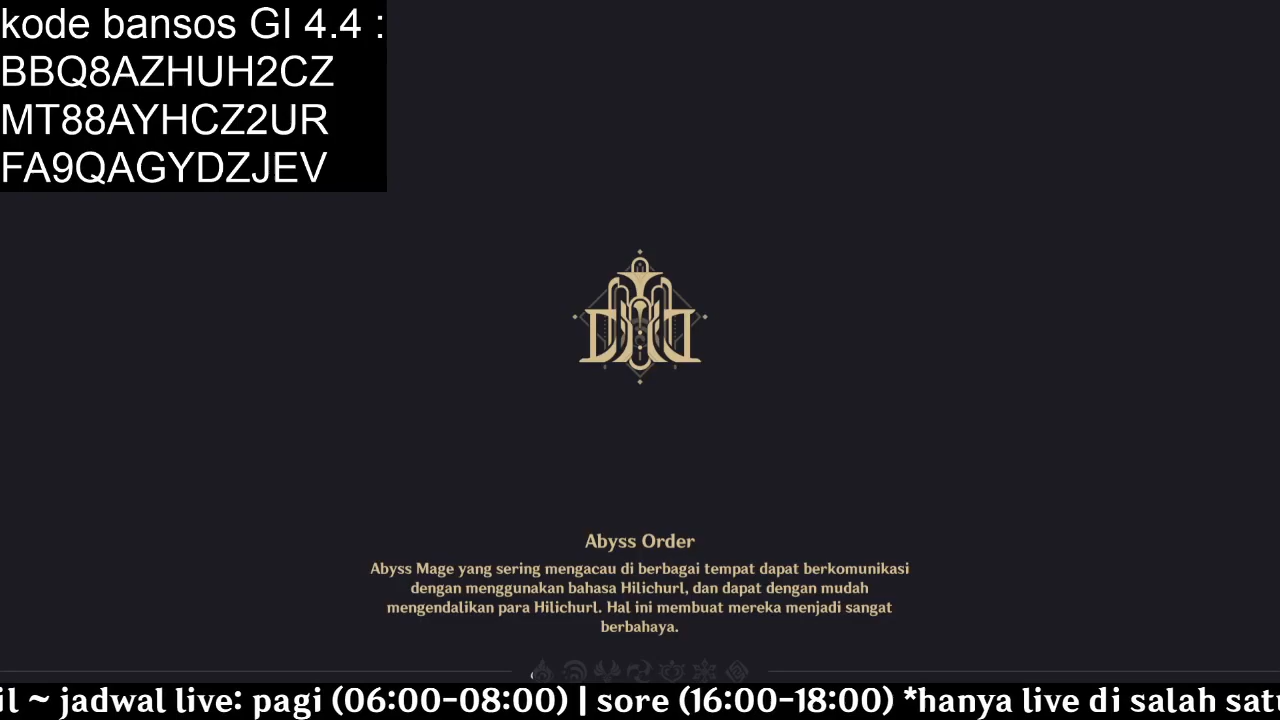 kode bansos GI 4.4 :
BBQ8AZHUH2CZ
MT88AYHCZ2UR
FA9QAGYDZJEV
Abyss Order
Abyss Mage yang sering mengacau di berbagai tempat dapat berkomunikasi
dengan menggunakan bahasa Hilichurl, dan dapat dengan mudah
mengendalikan para Hilichurl. Hal ini membuat mereka menjadi sangat
berbahaya.
il ~ jadwal live: pagi (06:00-08:00) | sore (16:00-18:00) *hanya live di salah satu